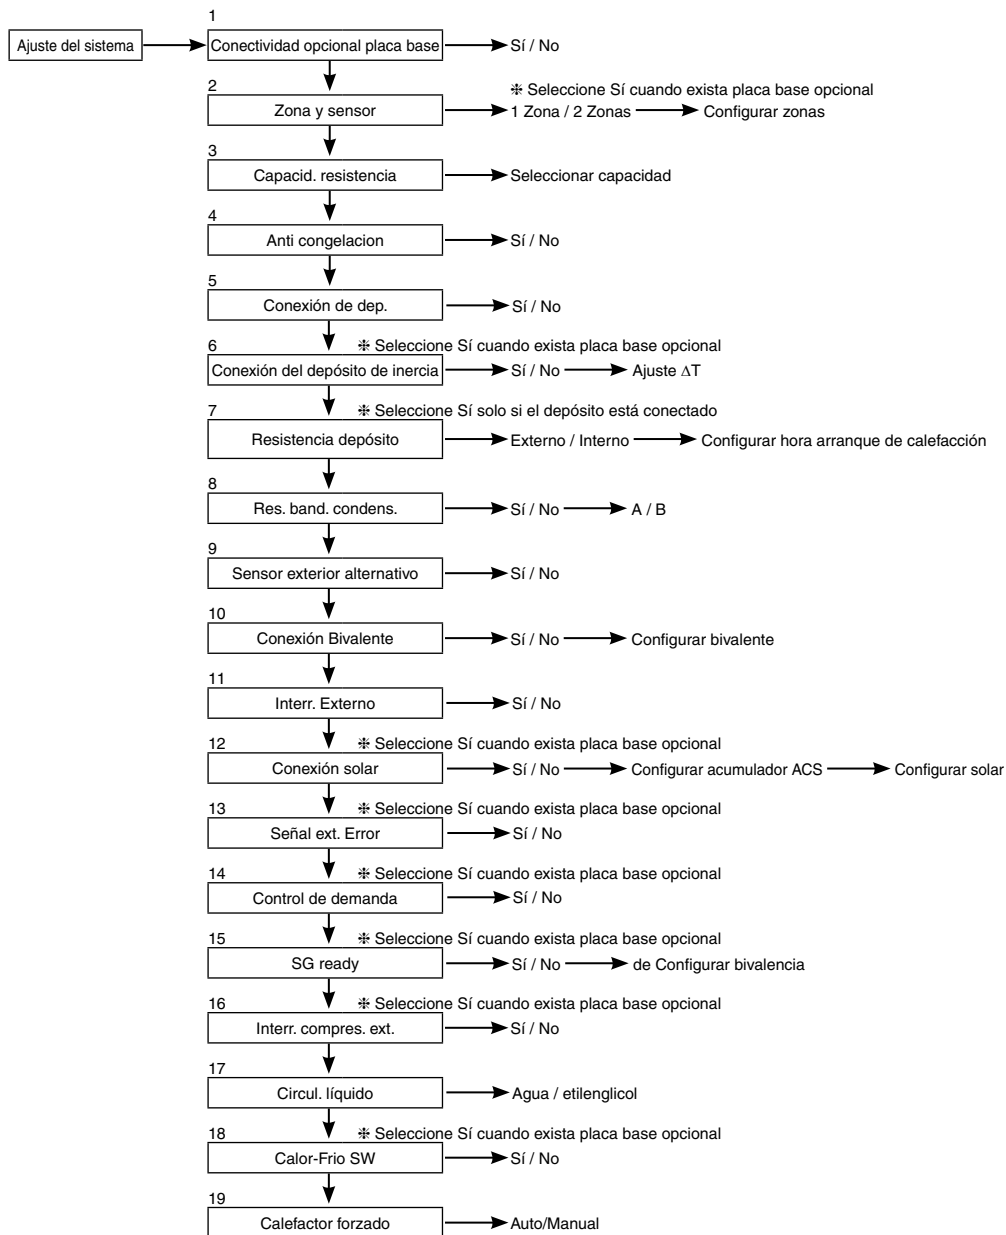 1
Ajuste del sistema
Conectividad opcional placa base
Sí / No
2
❈ Seleccione Sí cuando exista placa base opcional
Zona y sensor
1 Zona / 2 Zonas
Configurar zonas
3
Capacid. resistencia
Seleccionar capacidad
4
Anti congelacion
Sí / No
5
Conexión de dep.
Sí / No
6
❈ Seleccione Sí cuando exista placa base opcional
Conexión del depósito de inercia
Sí / No
Ajuste ΔT
7
❈ Seleccione Sí solo si el depósito está conectado
Resistencia depósito
Externo / Interno
Configurar hora arranque de calefacción
8
Res. band. condens.
Sí / No
A / B
9
Sensor exterior alternativo
Sí / No
10
Conexión Bivalente
Sí / No
Configurar bivalente
11
Interr. Externo
Sí / No
12
❈ Seleccione Sí cuando exista placa base opcional
Conexión solar
Sí / No
Configurar acumulador ACS
Configurar solar
13
❈ Seleccione Sí cuando exista placa base opcional
Señal ext. Error
Sí / No
14
❈ Seleccione Sí cuando exista placa base opcional
Control de demanda
Sí / No
15
❈ Seleccione Sí cuando exista placa base opcional
SG ready
Sí / No
de Configurar bivalencia
16
❈ Seleccione Sí cuando exista placa base opcional
Interr. compres. ext.
Sí / No
17
Circul. líquido
Agua / etilenglicol
18
❈ Seleccione Sí cuando exista placa base opcional
Calor-Frio SW
Sí / No
19
Calefactor forzado
Auto/Manual